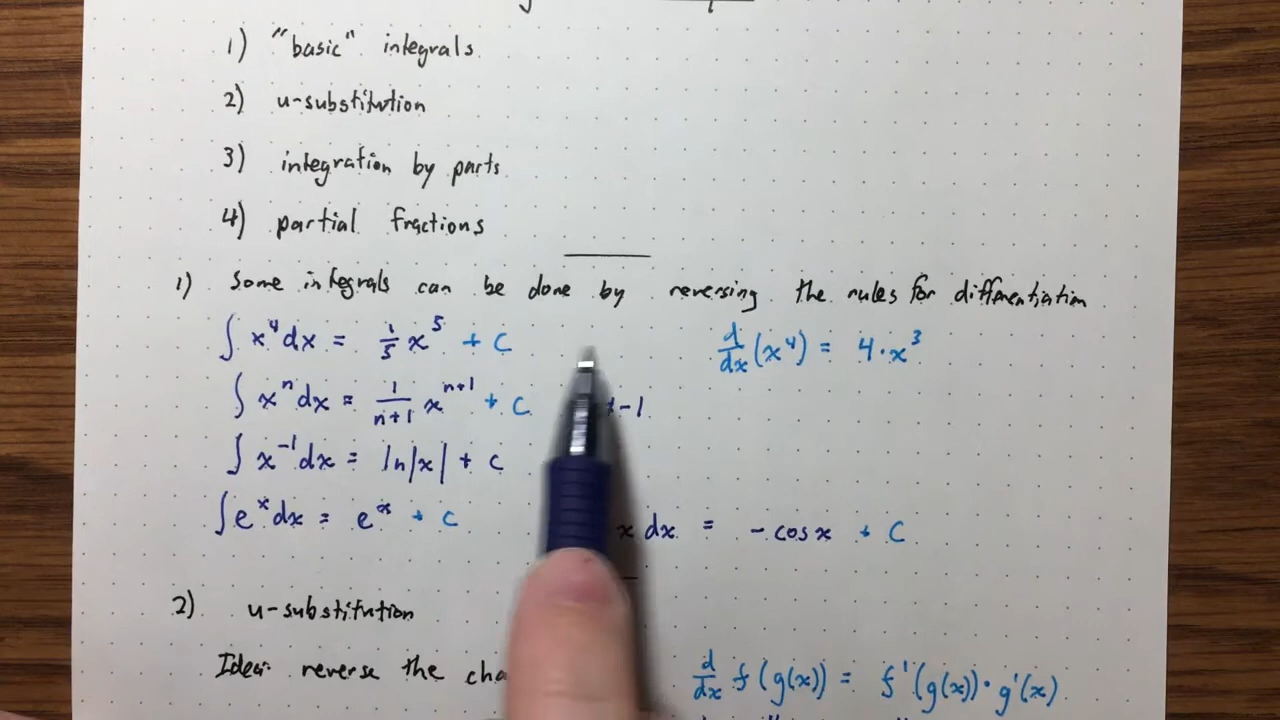 1) "basic" integrals
2) u-substitution
3) integration by parts
4) partial fractions
1) Some integrals can be done by reversing the rules for differentiation
∫ x⁴ dx = 1/5 x⁵ + C
d/dx (x⁴) = 4·x³
∫ xⁿ dx = 1/(n+1) xⁿ⁺¹ + C
-1
∫ x⁻¹ dx = ln|x| + C
∫ eˣ dx = eˣ + C
x dx = - cos x + C
2) u-substitution
Idea: reverse the
d/dx f(g(x)) = f'(g(x))·g'(x)